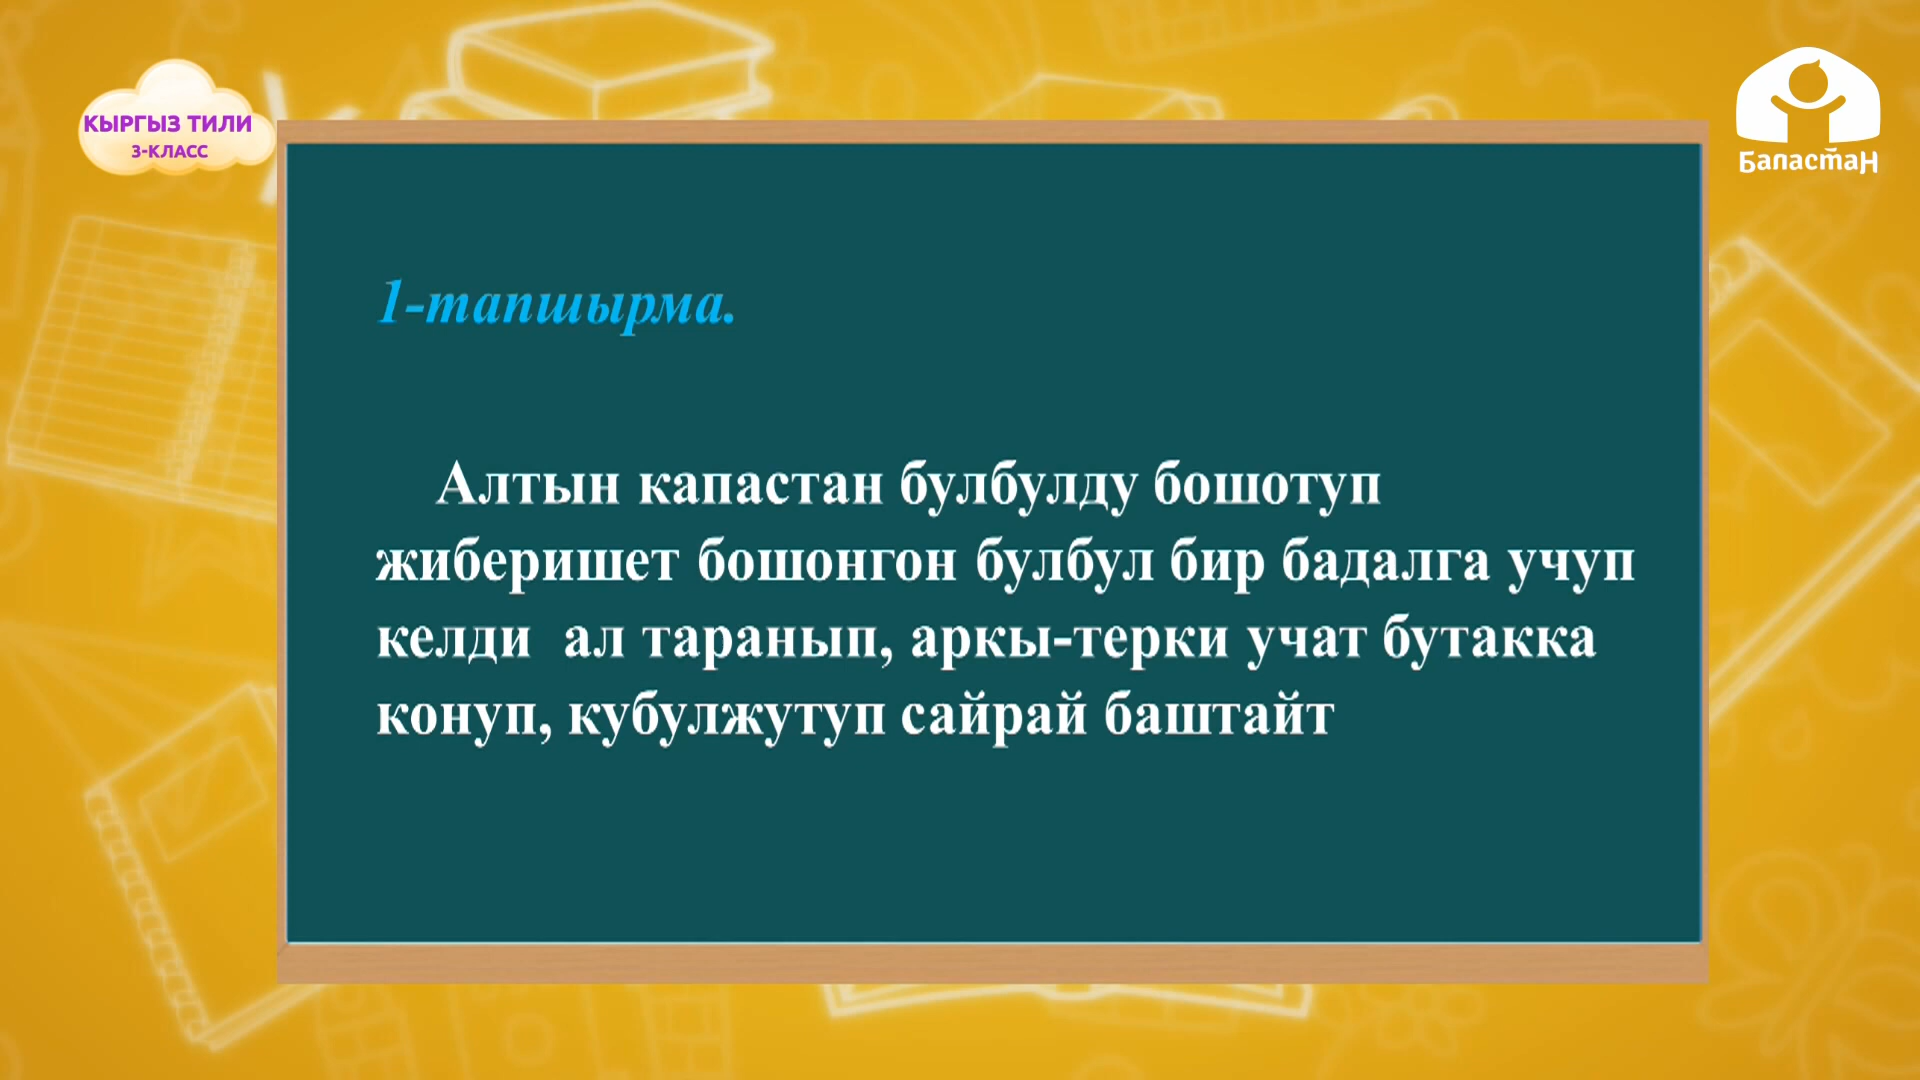 КЫРГЫЗ ТИЛИ
3-КЛАСС
Баластан
1-тапшырма.
Алтын капастан булбулду бошотуп
жиберишет бошонгон булбул бир бадалга учуп
келди ал таранып, аркы-терки учат бутакка
конуп, кубулжутуп сайрай баштайт